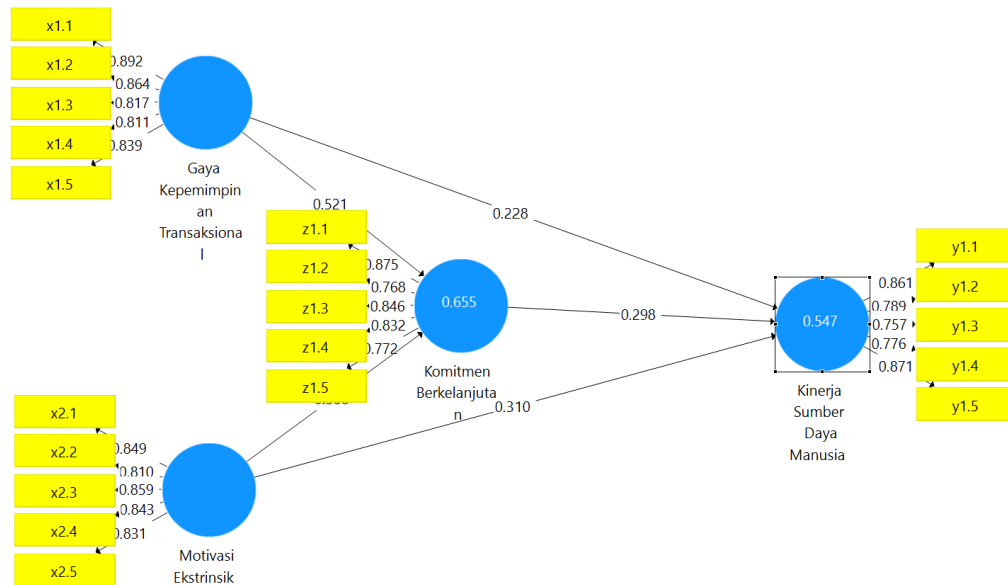 x1.1
x1.2
x1.3
x1.4
x1.5
0.892
0.864
0.817
0.811
0.839
Gaya
Kepemimpin
an
Transaksiona
l
0.521
0.228
z1.1
z1.2
z1.3
z1.4
z1.5
0.875
0.768
0.846
0.832
0.772
0.655
Komitmen
Berkelanjuta
n
0.298
0.310
x2.1
x2.2
x2.3
x2.4
x2.5
0.849
0.810
0.859
0.843
0.831
Motivasi
Ekstrinsik
0.547
Kinerja
Sumber
Daya
Manusia
0.861
0.789
0.757
0.776
0.871
y1.1
y1.2
y1.3
y1.4
y1.5